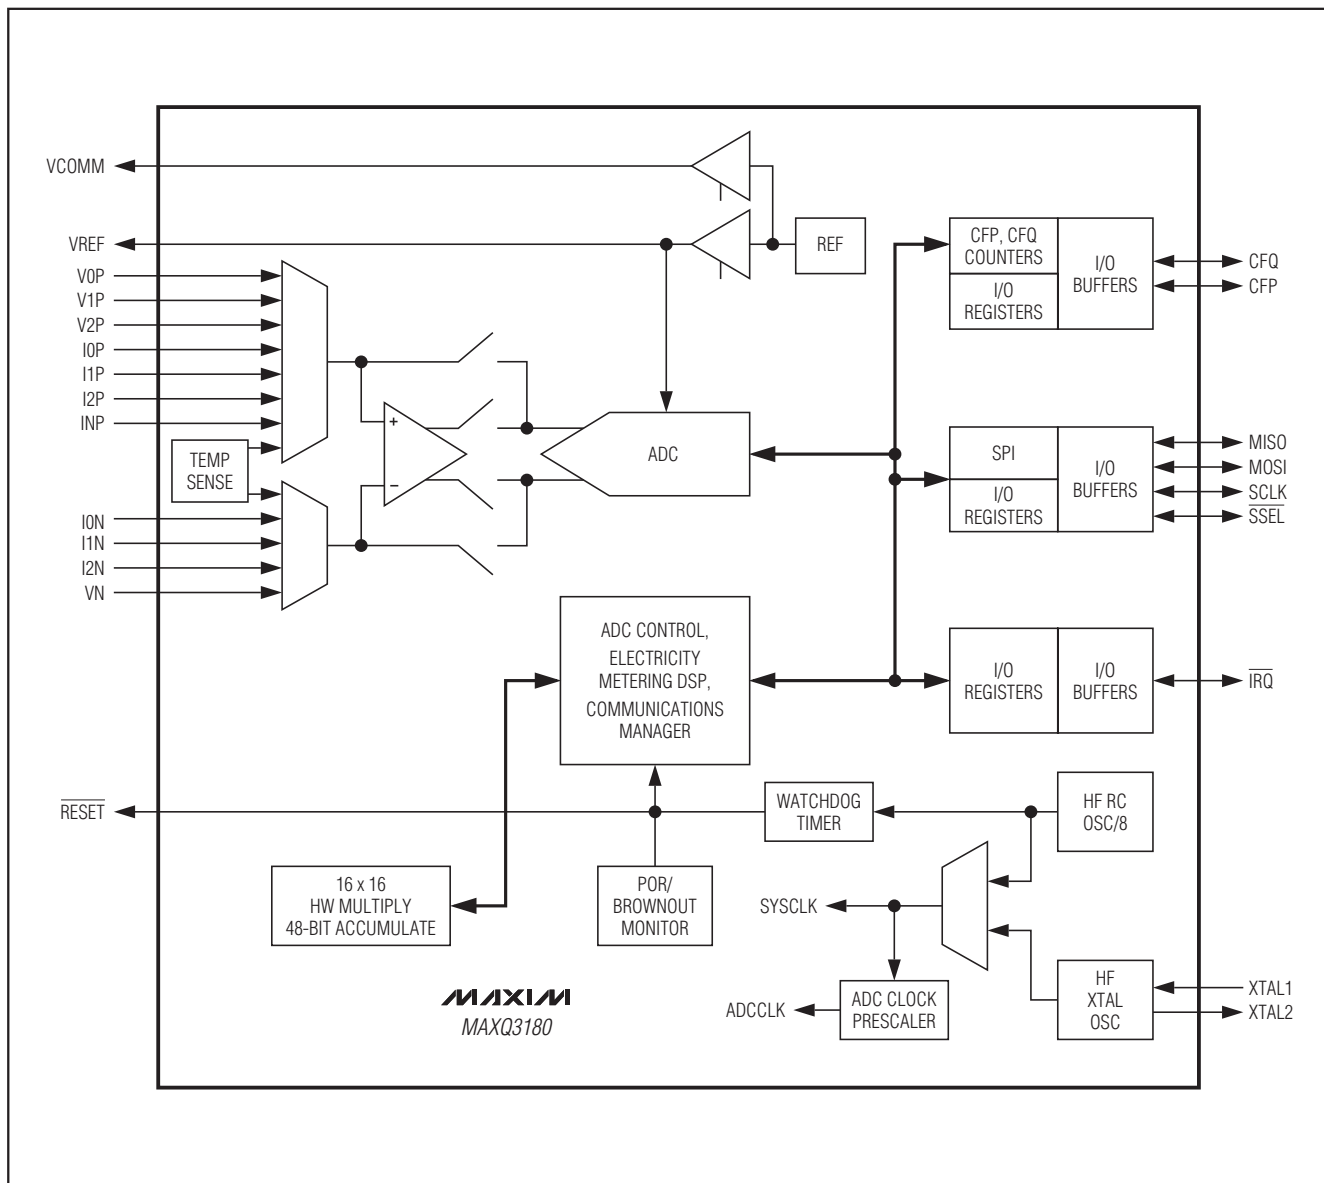 VCOMM
VREF
REF
V0P
V1P
V2P
I0P
I1P
I2P
INP
TEMP
SENSE
I0N
I1N
I2N
VN
+
−
ADC
CFP, CFQ
COUNTERS
I/O
REGISTERS
I/O
BUFFERS
CFQ
CFP
SPI
I/O
REGISTERS
I/O
BUFFERS
MISO
MOSI
SCLK
SSEL
ADC CONTROL,
ELECTRICITY
METERING DSP,
COMMUNICATIONS
MANAGER
I/O
REGISTERS
I/O
BUFFERS
IRQ
RESET
WATCHDOG
TIMER
HF RC
OSC/8
16 x 16
HW MULTIPLY
48-BIT ACCUMULATE
POR/
BROWNOUT
MONITOR
SYSCLK
ADCCLK
ADC CLOCK
PRESCALER
HF
XTAL
OSC
XTAL1
XTAL2
MAXIM
MAXQ3180